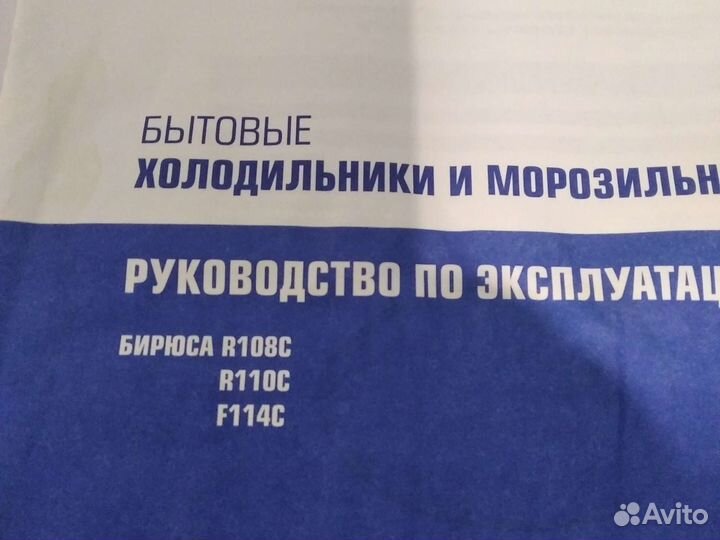 БЫТОВЫЕ
ХОЛОДИЛЬНИКИ И МОРОЗИЛЬН
РУКОВОДСТВО ПО ЭКСПЛУАТАЦ
БИРЮСА R108C
R110C
F114C
Avito